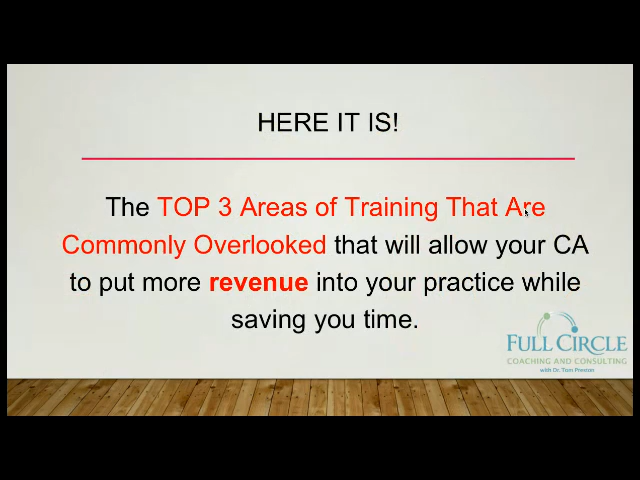 HERE IT IS!
The TOP 3 Areas of Training That Are
Commonly Overlooked that will allow your CA
to put more revenue into your practice while
saving you time.
FULL CIRCLE
COACHING AND CONSULTING
with Dr. Tom Preston